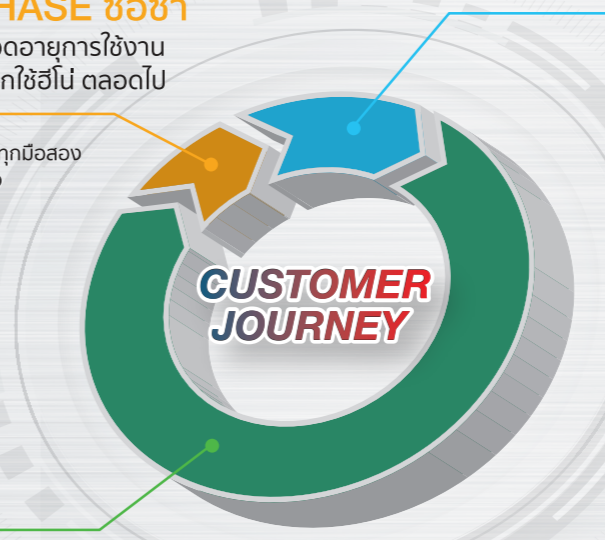 HASE ซื้อซ้ำ
ดอายุการใช้งาน
กใช้ฮีโน่ ตลอดไป
ทุกมือสอง
CUSTOMER
JOURNEY